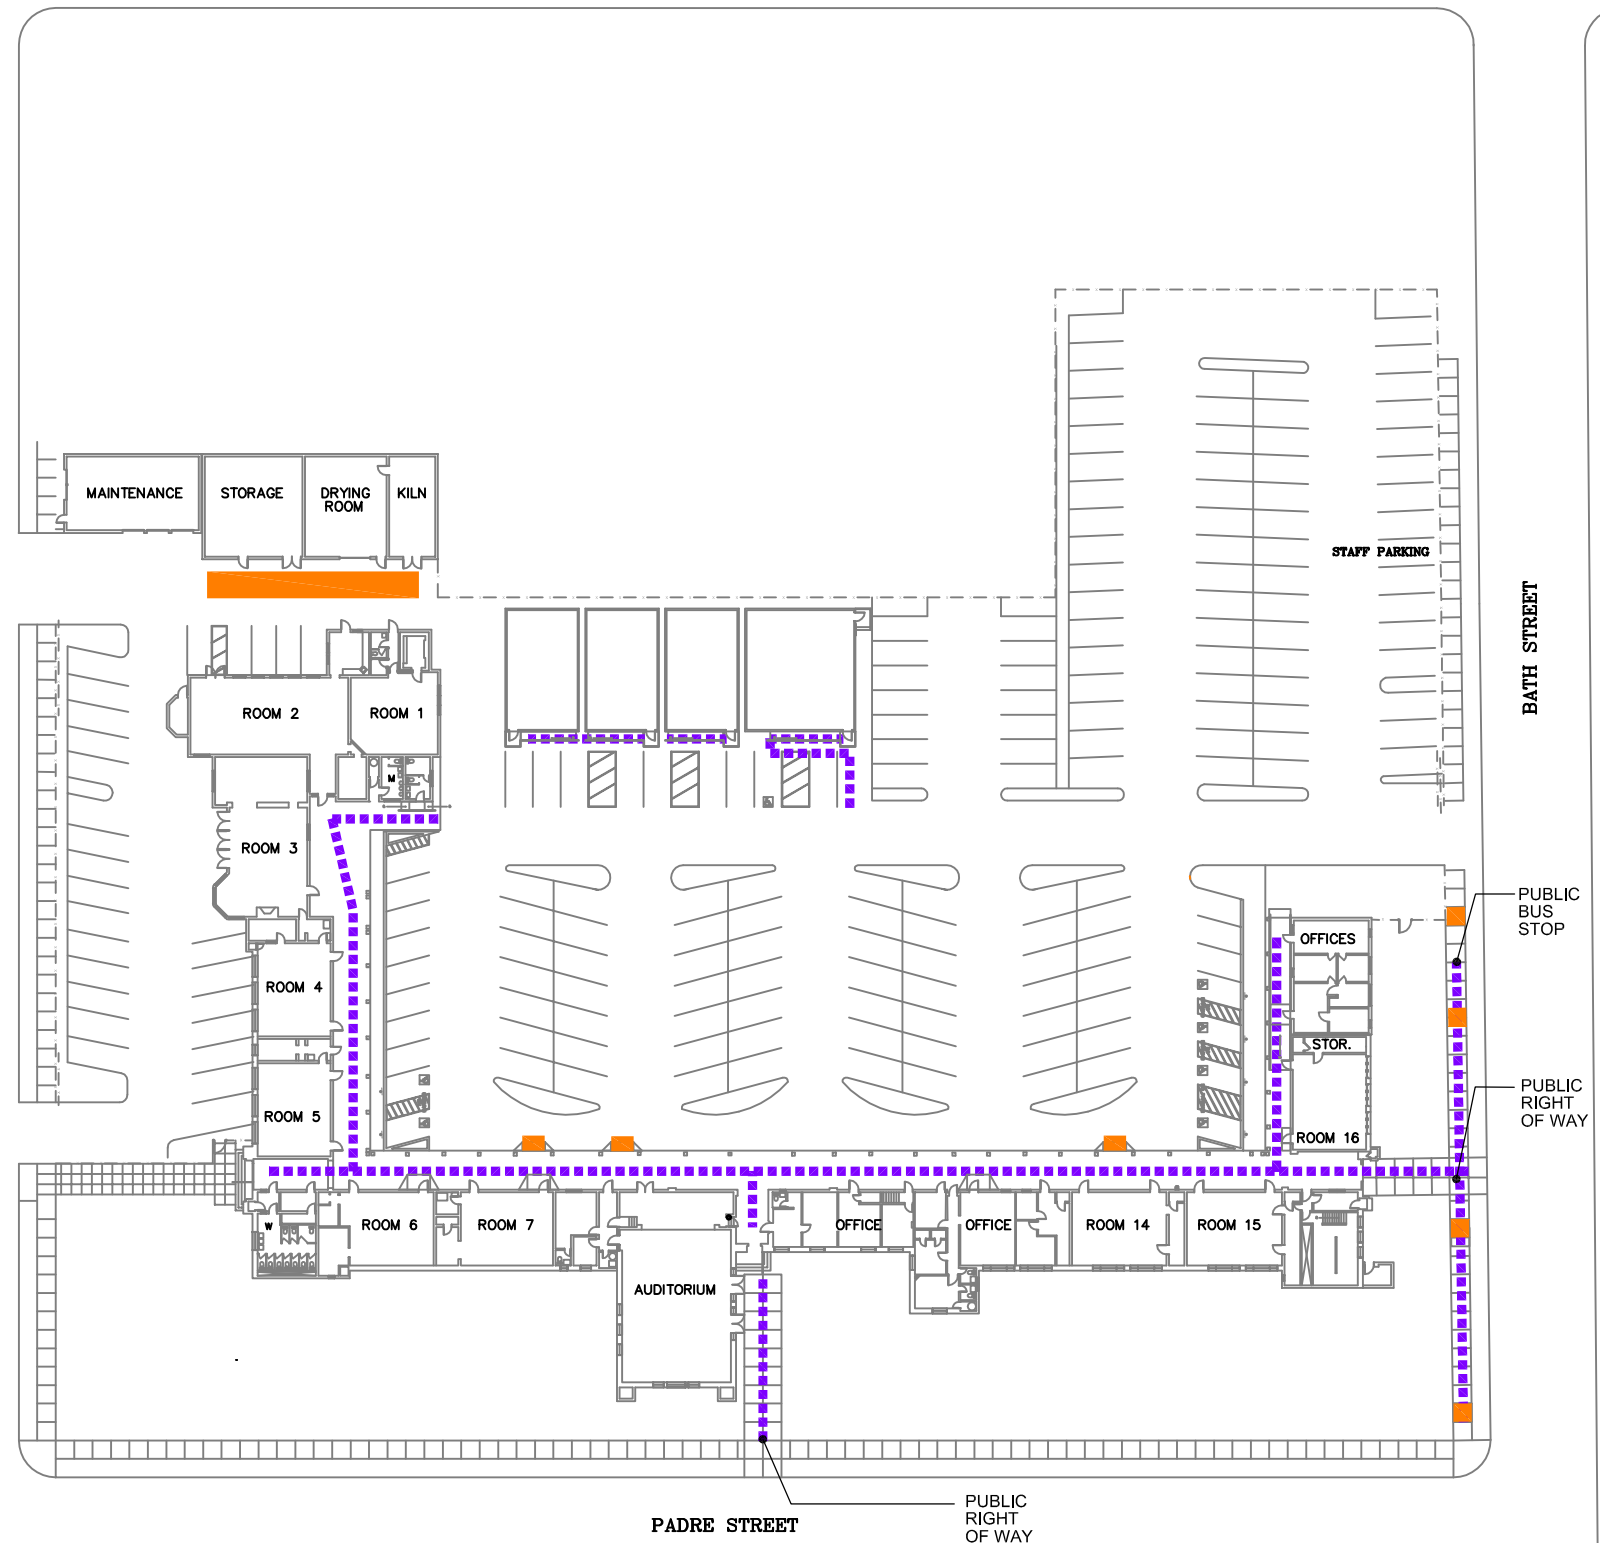 MAINTENANCE
STORAGE
DRYING
ROOM
KILN
STAFF PARKING
BATH STREET
ROOM 2
ROOM 1
M
ROOM 3
PUBLIC
BUS
STOP
OFFICES
ROOM 4
STOR.
ROOM 5
PUBLIC
RIGHT
OF WAY
ROOM 16
W
ROOM 6
ROOM 7
OFFICE
OFFICE
ROOM 14
ROOM 15
AUDITORIUM
PUBLIC
RIGHT
OF WAY
PADRE STREET